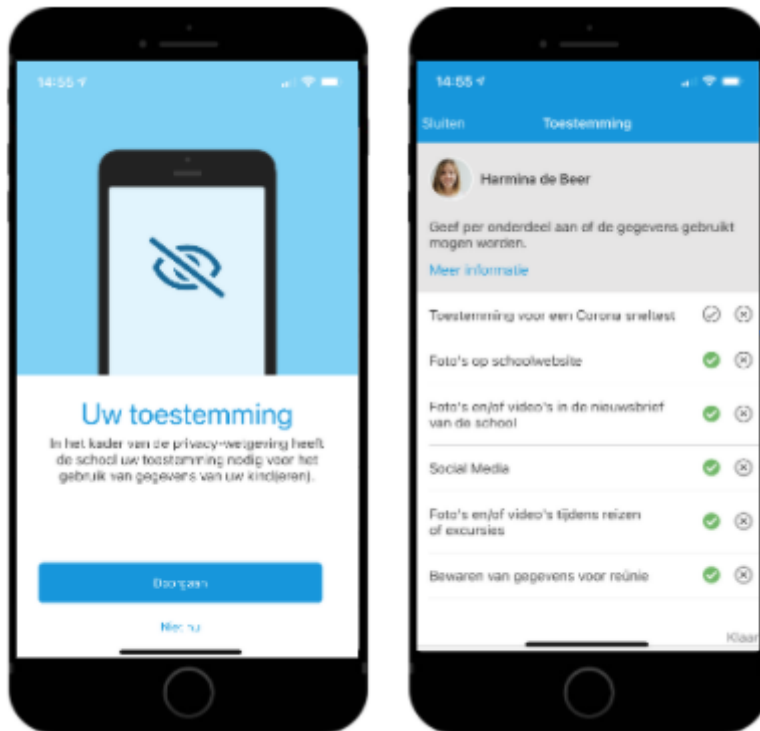 14:55
Uw toestemming
In het kader van de privacy-wetgeving heeft
de school uw toestemming nodig voor het
gebruik van gegevens van uw kind(eren).
Doorgaan
Niet nu
14:55
Sluiten
Toestemming
Harmina de Beer
Geef per onderdeel aan of de gegevens gebruikt
mogen worden.
Meer informatie
Toestemming voor een Corona sneltest
Foto's op schoolwebsite
Foto's en/of video's in de nieuwsbrief
van de school
Social Media
Foto's en/of video's tijdens reizen
of excursies
Bewaren van gegevens voor reünie
Klaar